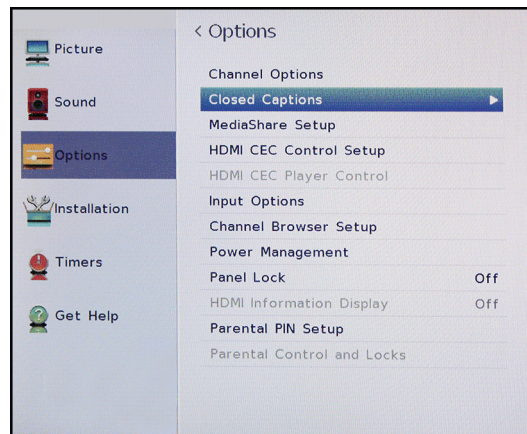 Picture
Sound
Options
Installation
Timers
Get Help
< Options
Channel Options
Closed Captions
MediaShare Setup
HDMI CEC Control Setup
HDMI CEC Player Control
Input Options
Channel Browser Setup
Power Management
Panel Lock Off
HDMI Information Display Off
Parental PIN Setup
Parental Control and Locks